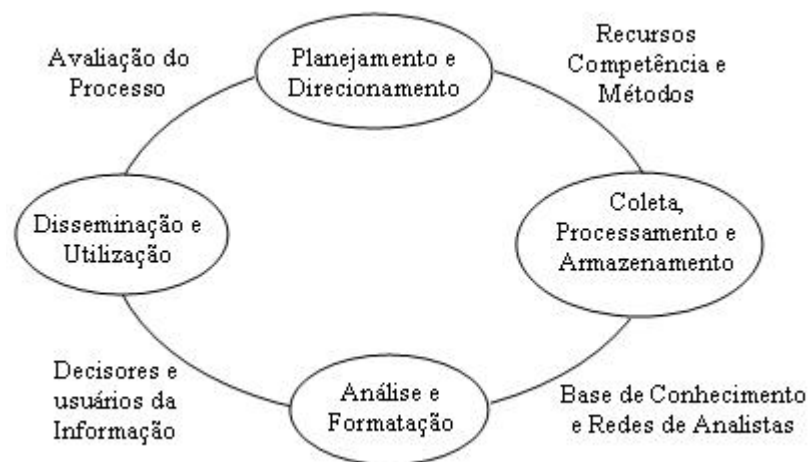 Planejamento e
Direcionamento
Recursos
Competência e
Métodos
Coleta,
Processamento e
Armazenamento
Base de Conhecimento
e Redes de Analistas
Análise e
Formatação
Decisores e
usuários da
Informação
Disseminação e
Utilização
Avaliação do
Processo